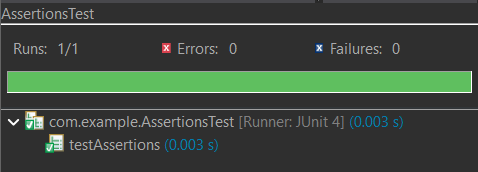 AssertionsTest
Runs: 1/1 Errors: 0 Failures: 0
com.example.AssertionsTest [Runner: JUnit 4] (0.003 s)
testAssertions (0.003 s)